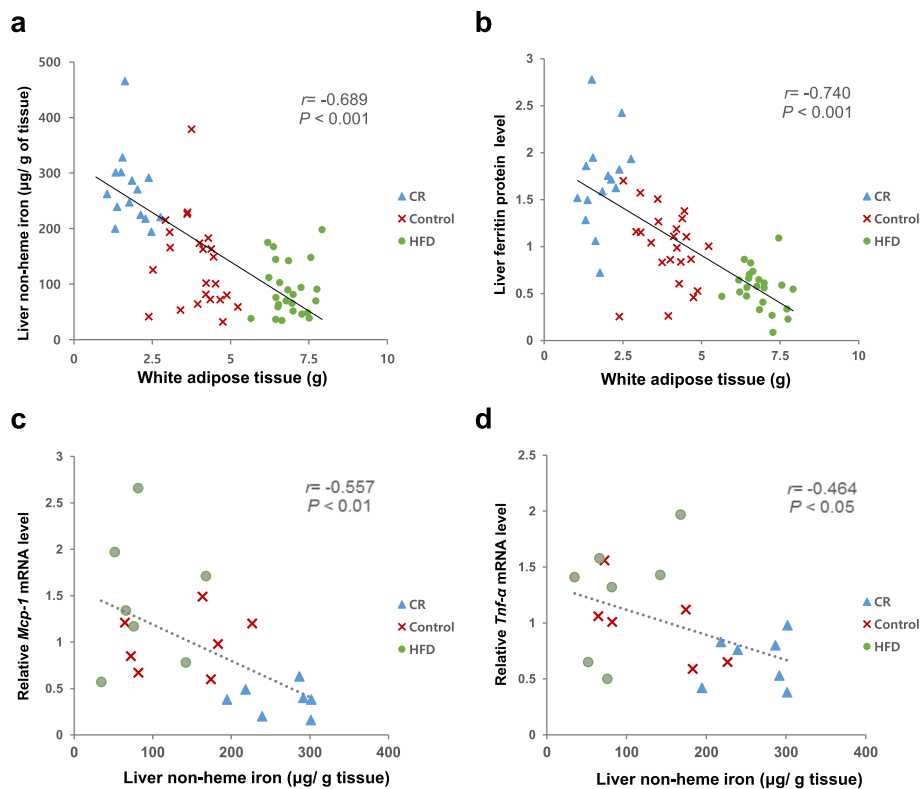 a
r= -0.689
P < 0.001
Liver non-heme iron (µg/ g of tissue)
500
400
300
200
100
0
0
2.5
5
7.5
10
White adipose tissue (g)
CR
Control
HFD
b
r= -0.740
P < 0.001
Liver ferritin protein level
3
2.5
2
1.5
1
0.5
0
0
2.5
5
7.5
10
White adipose tissue (g)
CR
Control
HFD
c
r= -0.557
P < 0.01
Relative Mcp-1 mRNA level
3
2.5
2
1.5
1
0.5
0
0
100
200
300
400
Liver non-heme iron (µg/ g tissue)
CR
Control
HFD
d
r= -0.464
P < 0.05
Relative Tnf-α mRNA level
2.5
2
1.5
1
0.5
0
0
100
200
300
400
Liver non-heme iron (µg/ g tissue)
CR
Control
HFD